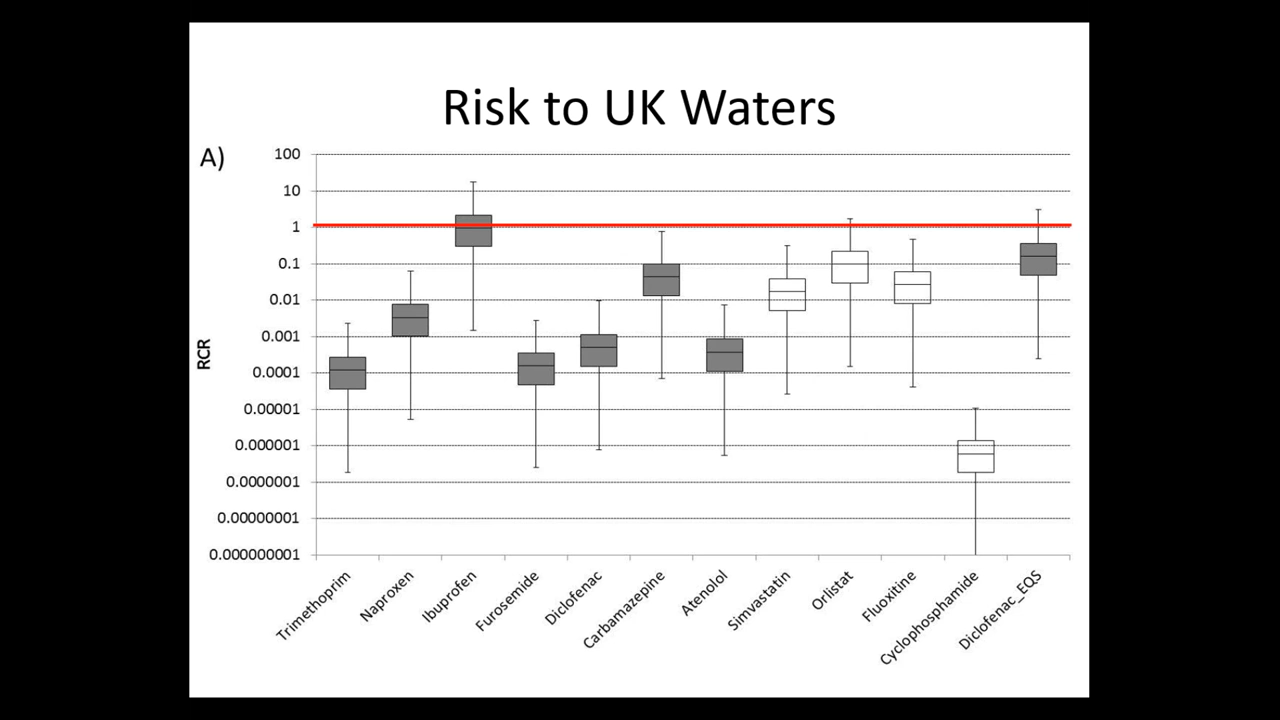 Risk to UK Waters
A)
100
10
1
0.1
0.01
0.001
0.0001
0.00001
0.000001
0.0000001
0.00000001
0.000000001
RCR
Trimethoprim
Naproxen
Ibuprofen
Furosemide
Diclofenac
Carbamazepine
Atenolol
Simvastatin
Orlistat
Fluoxitine
Cyclophosphamide
Diclofenac_EQS